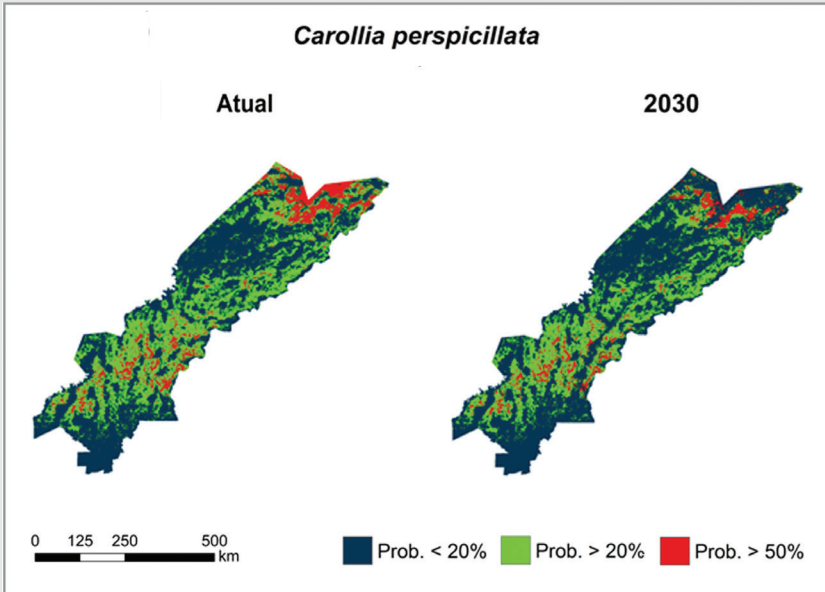 Carollia perspicillata
Atual
2030
0 125 250 500
km
Prob. < 20% Prob. > 20% Prob. > 50%